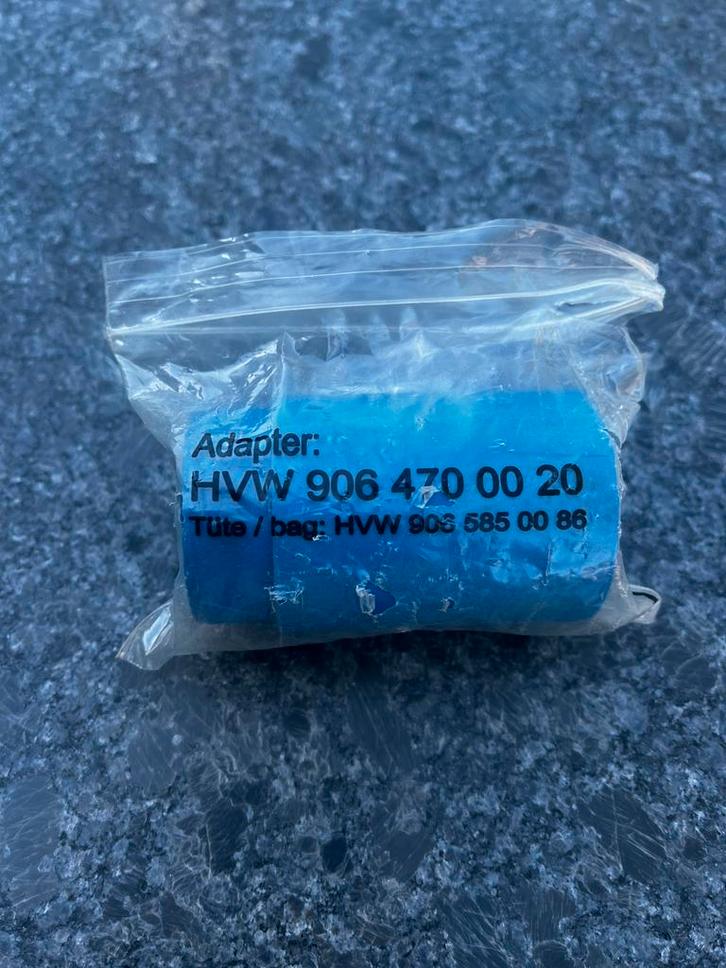 Adapter:
HVW 906 470 00 20
Tüte / bag: HVW 906 585 00 86